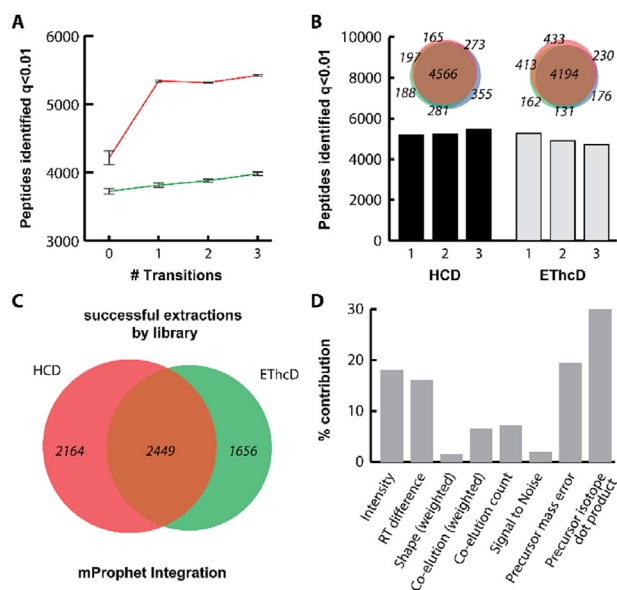 A
Peptides identified q<0.01
6000
5000
4000
3000
0 1 2 3
# Transitions
B
Peptides identified q<0.01
10000
8000
6000
4000
2000
0
165
197
273
4566
188
355
281
433
413
230
4194
162
176
131
1 2 3 1 2 3
HCD EThcD
C
successful extractions
by library
HCD
EThcD
2164 2449 1656
mProphet Integration
D
% contribution
30
20
10
0
Intensity
RT difference
Shape (weighted)
Co-elution (weighted)
Co-elution count
Signal to Noise
Precursor mass error
Precursor isotope
dot product